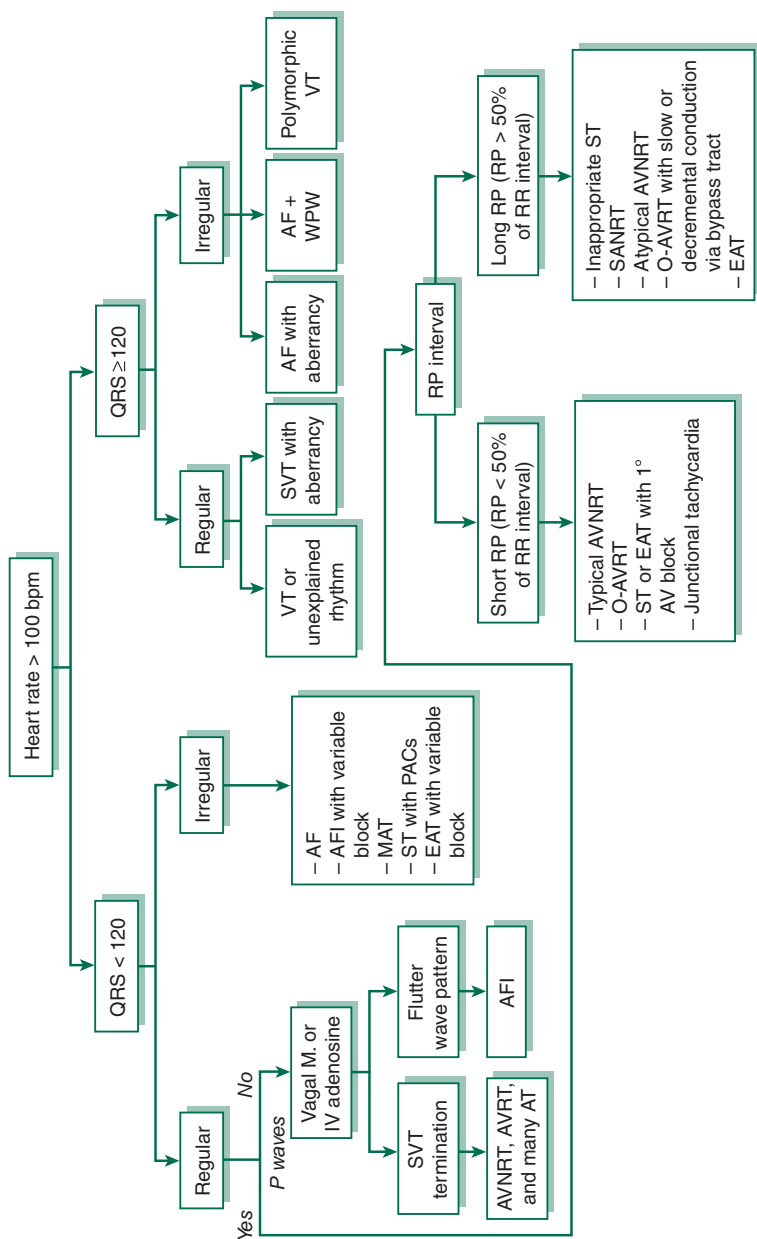 Heart rate > 100 bpm
QRS < 120
QRS ≥120
Regular
Irregular
Regular
Irregular
Yes
P waves
No
Vagal M. or
IV adenosine
SVT
termination
Flutter
wave pattern
AVNRT, AVRT,
and many AT
AFI
– AF
– AFI with variable
block
– MAT
– ST with PACs
– EAT with variable
block
VT or
unexplained
rhythm
SVT with
aberrancy
AF with
aberrancy
AF +
WPW
Polymorphic
VT
RP interval
Short RP (RP < 50%
of RR interval)
Long RP (RP > 50%
of RR interval)
– Typical AVNRT
– O-AVRT
– ST or EAT with 1°
AV block
– Junctional tachycardia
– Inappropriate ST
– SANRT
– Atypical AVNRT
– O-AVRT with slow or
decremental conduction
via bypass tract
– EAT